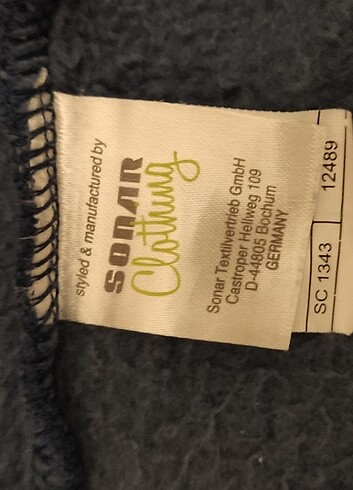 styled & manufactured by
SONAR
Clothing
Sonar Textilvertrieb GmbH
Castroper Hellweg 109
D-44805 Bochum
GERMANY
SC 1343
12489